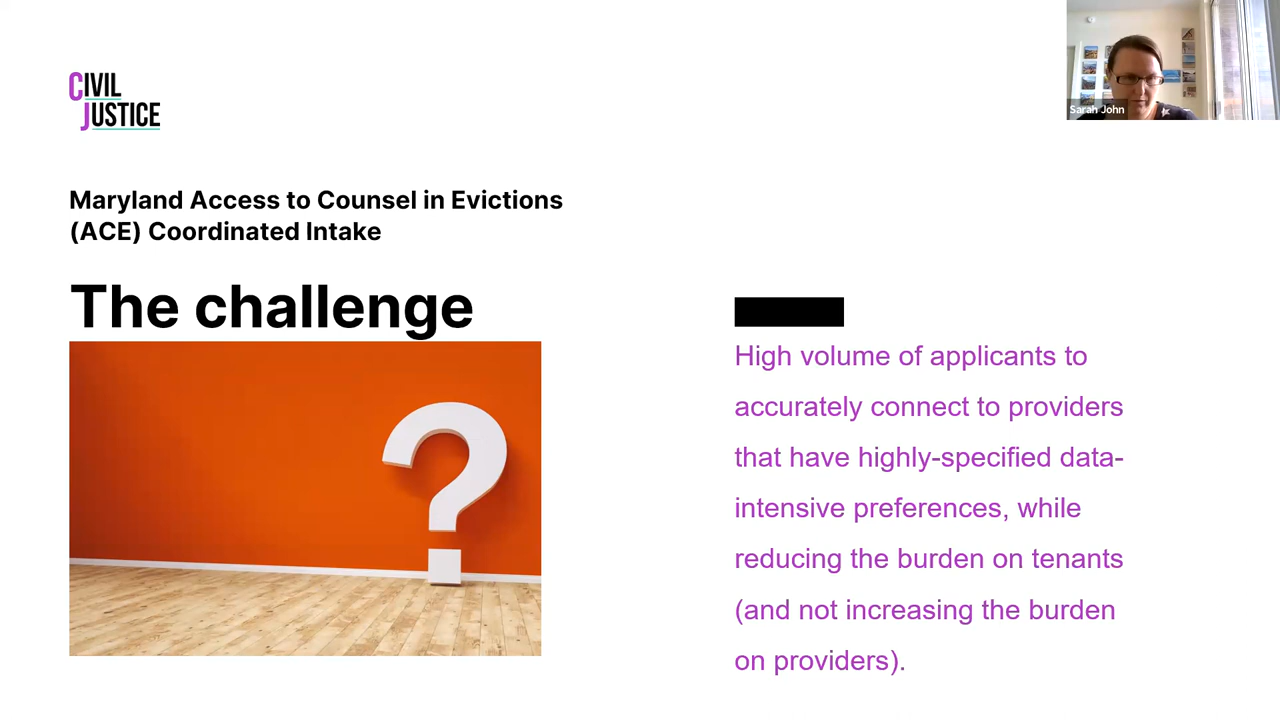 CIVIL
JUSTICE
Sarah John
Maryland Access to Counsel in Evictions
(ACE) Coordinated Intake
The challenge
?
High volume of applicants to
accurately connect to providers
that have highly-specified data-
intensive preferences, while
reducing the burden on tenants
(and not increasing the burden
on providers).